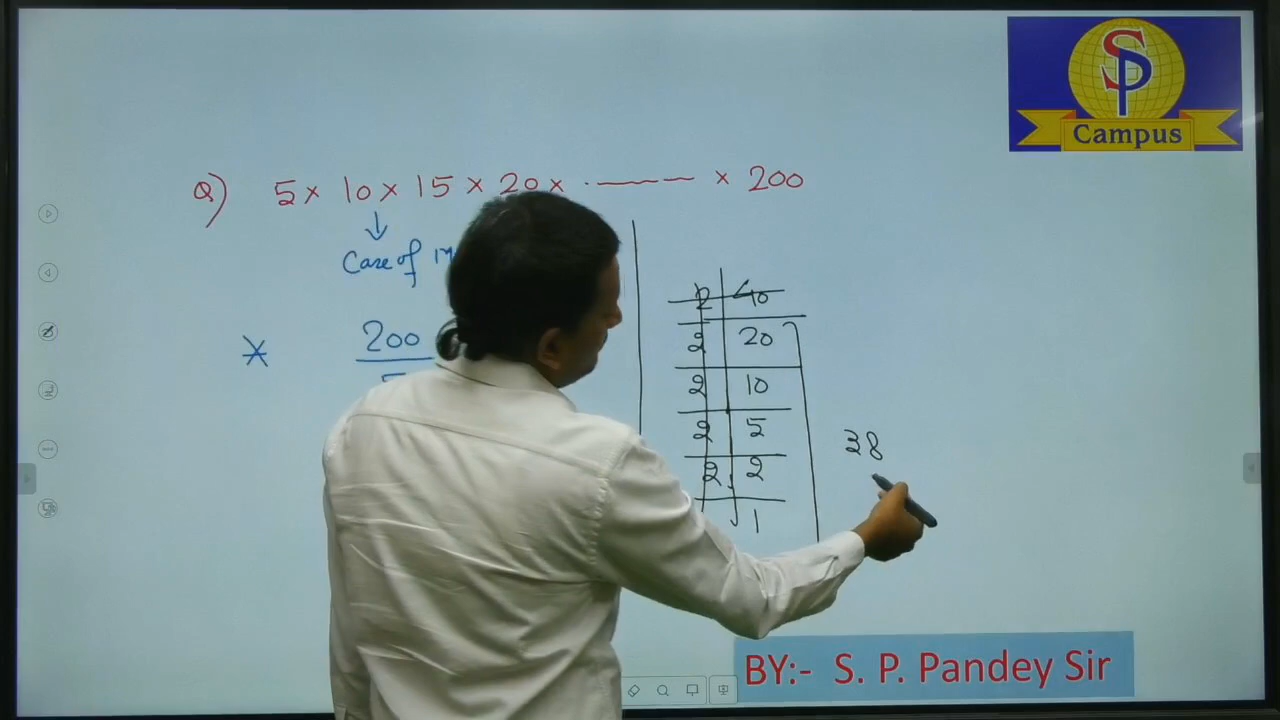 SP
Campus
Q) 5 × 10 × 15 × 20 × ------- × 200
Case of
200
2 40
2 20
2 10
2 5
2 2
1
38
BY:- S. P. Pandey Sir